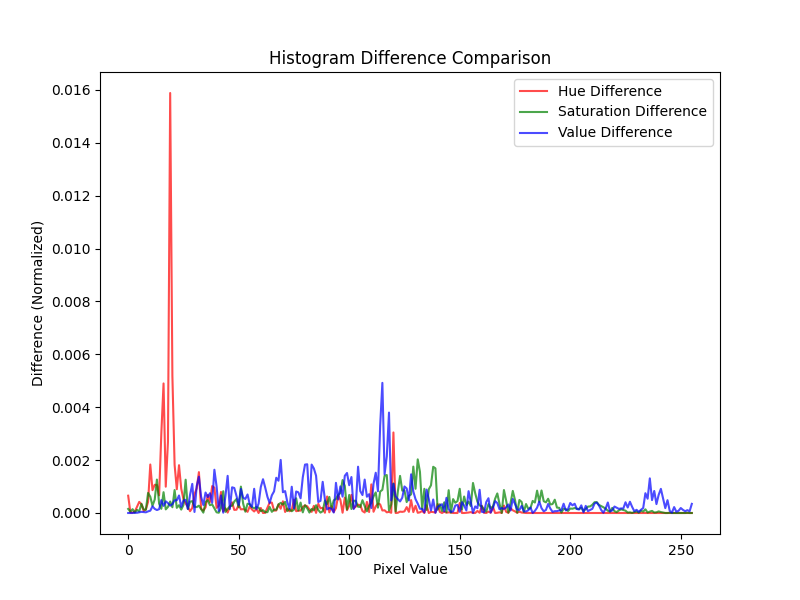 Histogram Difference Comparison
Hue Difference
Saturation Difference
Value Difference
Difference (Normalized)
0.016
0.014
0.012
0.010
0.008
0.006
0.004
0.002
0.000
0 50 100 150 200 250
Pixel Value